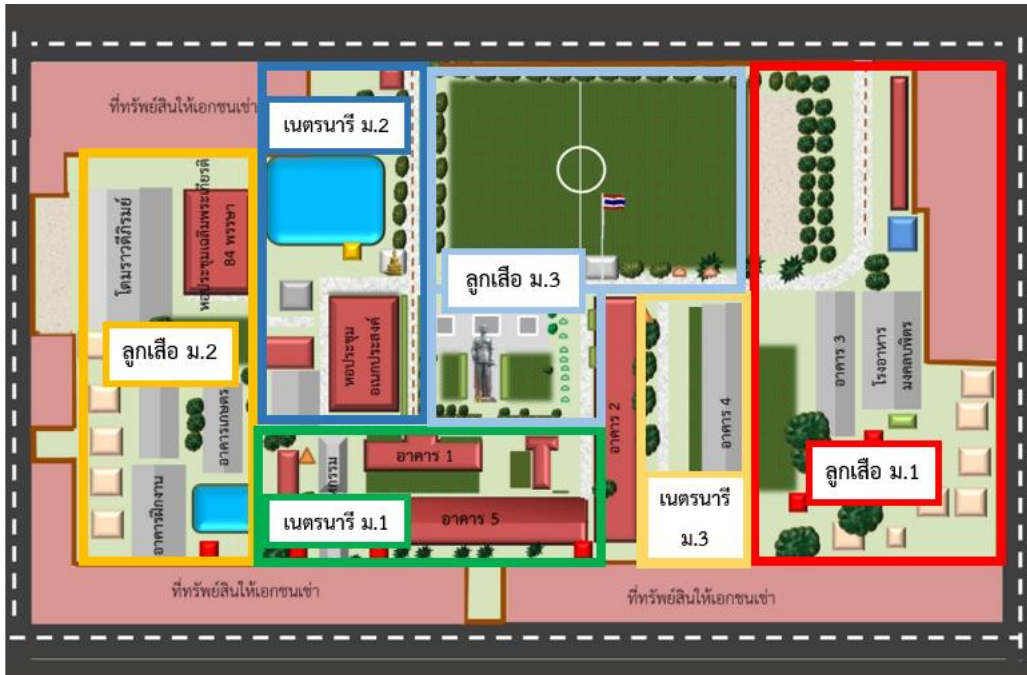 ที่ทรัพย์สินให้เอกชนเช่า
เนตรนารี ม.2
โดมราวดีภิรมย์
หอประชุมเฉลิมพระเกียรติ
84 พรรษา
ลูกเสือ ม.3
หอประชุม
อเนกประสงค์
ลูกเสือ ม.2
อาคารเกษตร
อาคารฝึกงาน
อาคาร 1
เนตรนารี ม.1
อาคาร 5
อาคาร 2
อาคาร 4
เนตรนารี
ม.3
อาคาร 3
โรงอาหาร
มงคลบพิตร
ลูกเสือ ม.1
ที่ทรัพย์สินให้เอกชนเช่า
ที่ทรัพย์สินให้เอกชนเช่า